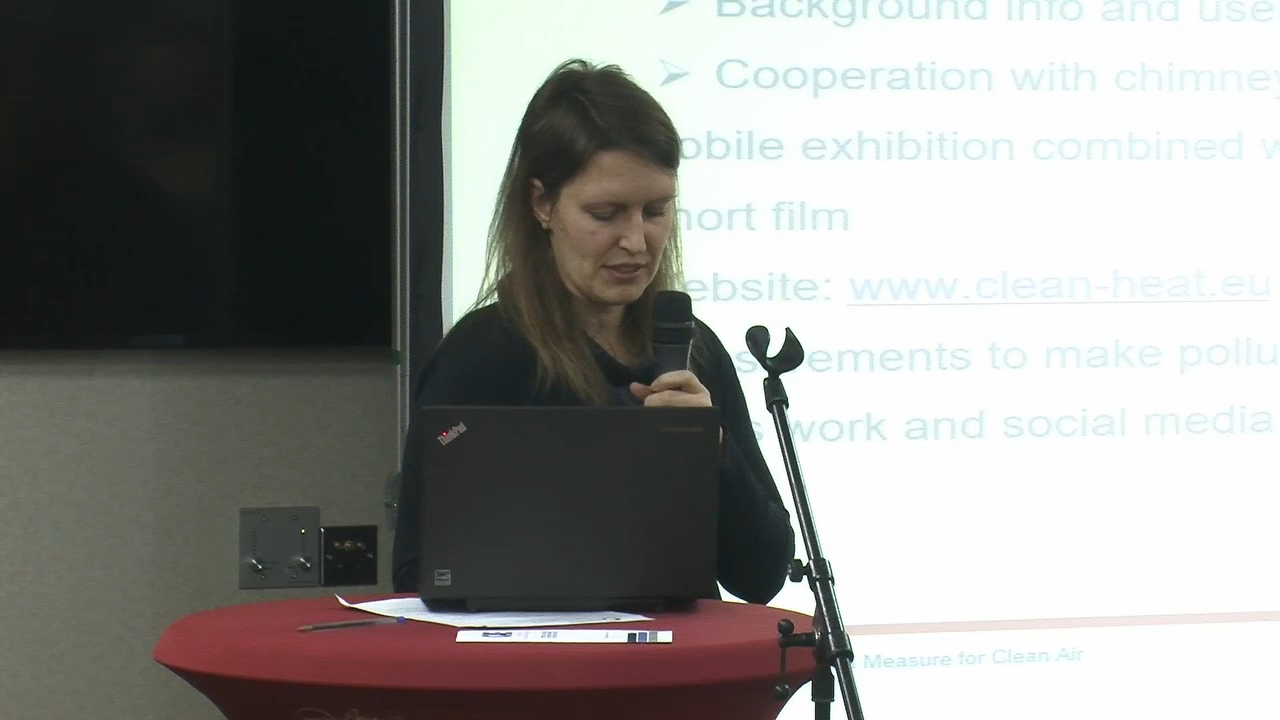 Background info and use
Cooperation with chimney
obile exhibition combined w
hort film
ebsite: www.clean-heat.eu
ements to make pollu
s work and social media
Measure for Clean Air
ThinkPad